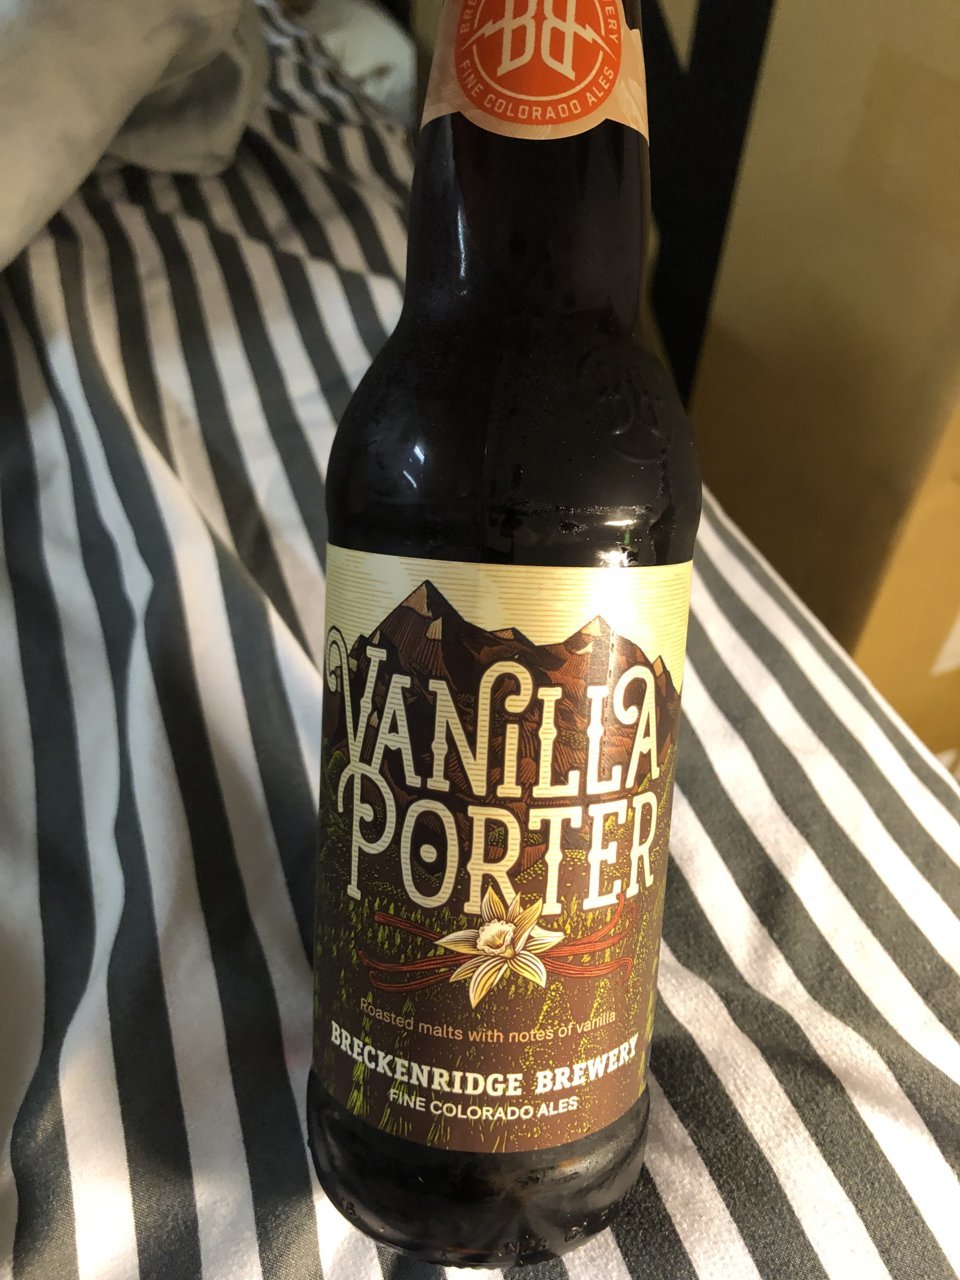 BB
FINE COLORADO ALES
VANILLA
PORTER
Roasted malts with notes of vanilla
BRECKENRIDGE BREWERY
FINE COLORADO ALES